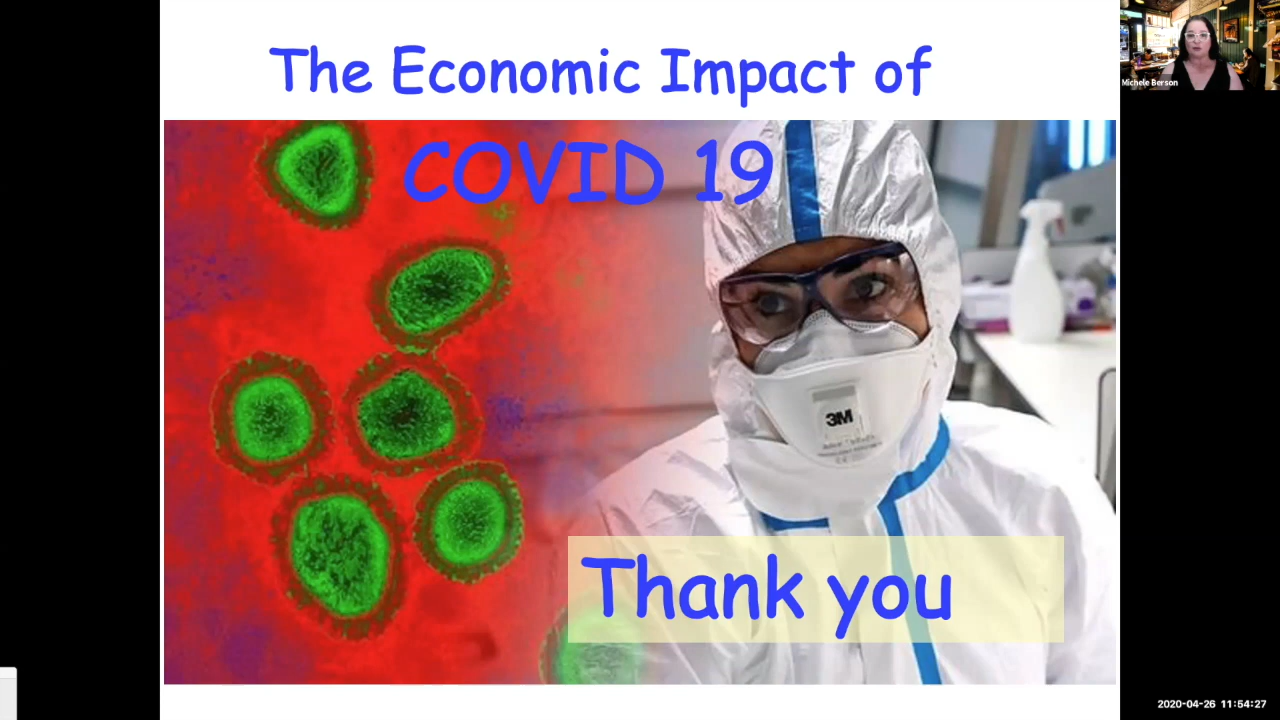 The Economic Impact of
COVID 19
3M
Thank you
Michele Berson
2020-04-26 11:54:27